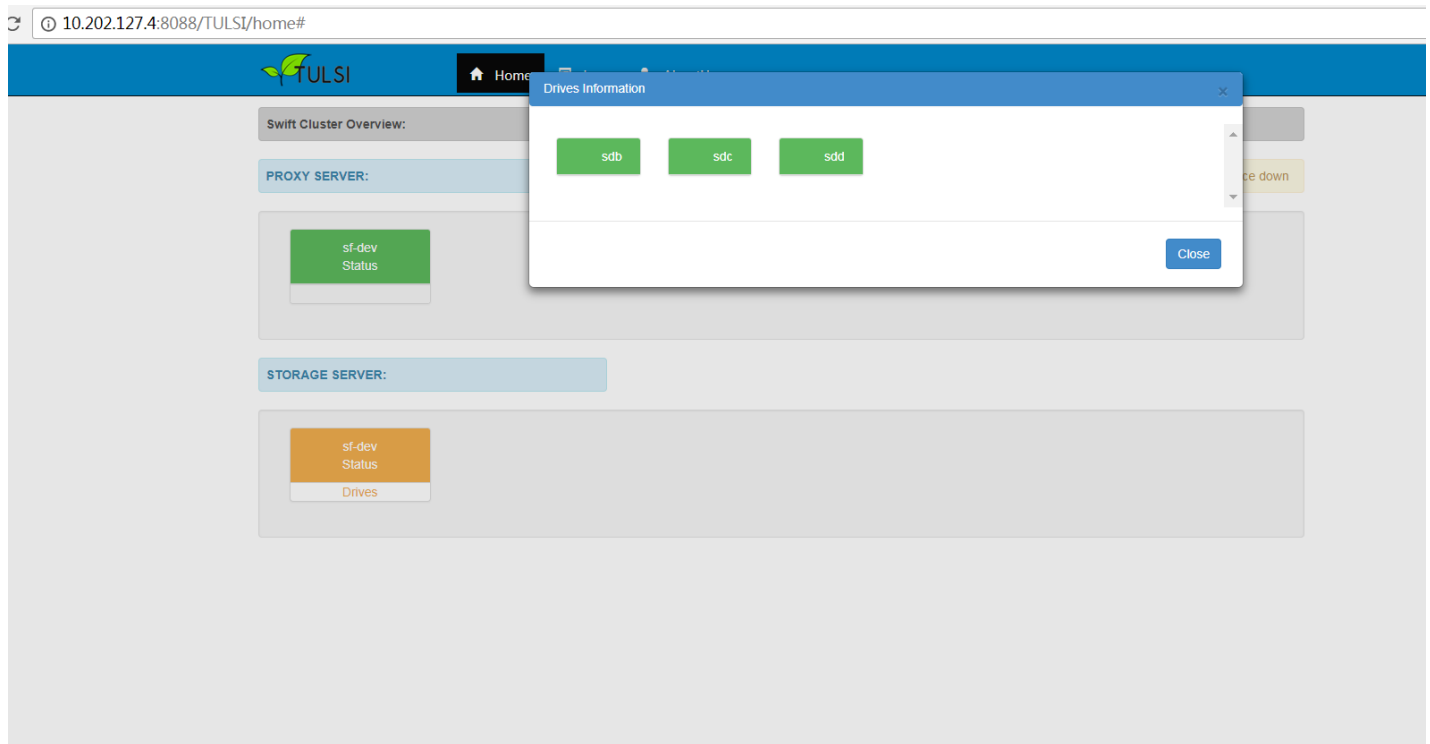 10.202.127.4:8088/TULSI/home#
TULSI
Home
Drives Information
×
Swift Cluster Overview:
sdb sdc sdd
PROXY SERVER:
ce down
sf-dev
Status
Close
STORAGE SERVER:
sf-dev
Status
Drives